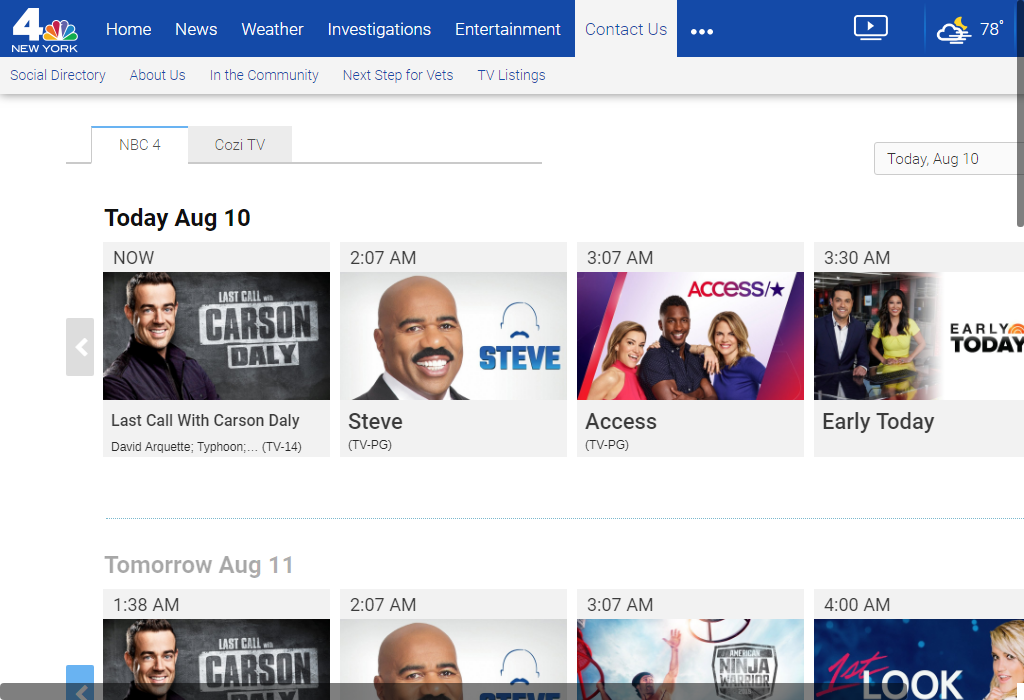 4
NEW YORK
Home News Weather Investigations Entertainment Contact Us ••• 78°
Social Directory About Us In the Community Next Step for Vets TV Listings
NBC 4 Cozi TV
Today, Aug 10
Today Aug 10
NOW 2:07 AM 3:07 AM 3:30 AM
LAST CALL WITH CARSON DALY
STEVE
ACCESS
EARLY TODAY
Last Call With Carson Daly Steve Access Early Today
David Arquette; Typhoon;... (TV-14) (TV-PG) (TV-PG)
Tomorrow Aug 11
1:38 AM 2:07 AM 3:07 AM 4:00 AM
LAST CALL WITH CARSON DALY
STEVE
AMERICAN NINJA WARRIOR
1st LOOK